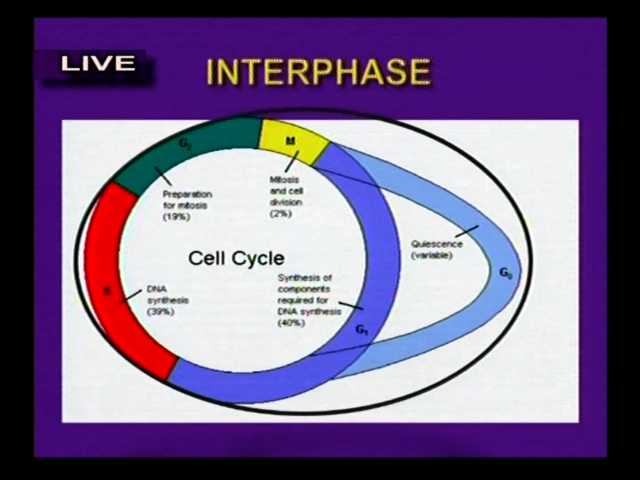 LIVE
INTERPHASE
G2
M
Preparation
for mitosis
(19%)
Mitosis
and cell
division
(2%)
Quiescence
(variable)
G0
Cell Cycle
S
DNA
synthesis
(39%)
Synthesis of
components
required for
DNA synthesis
(40%)
G1